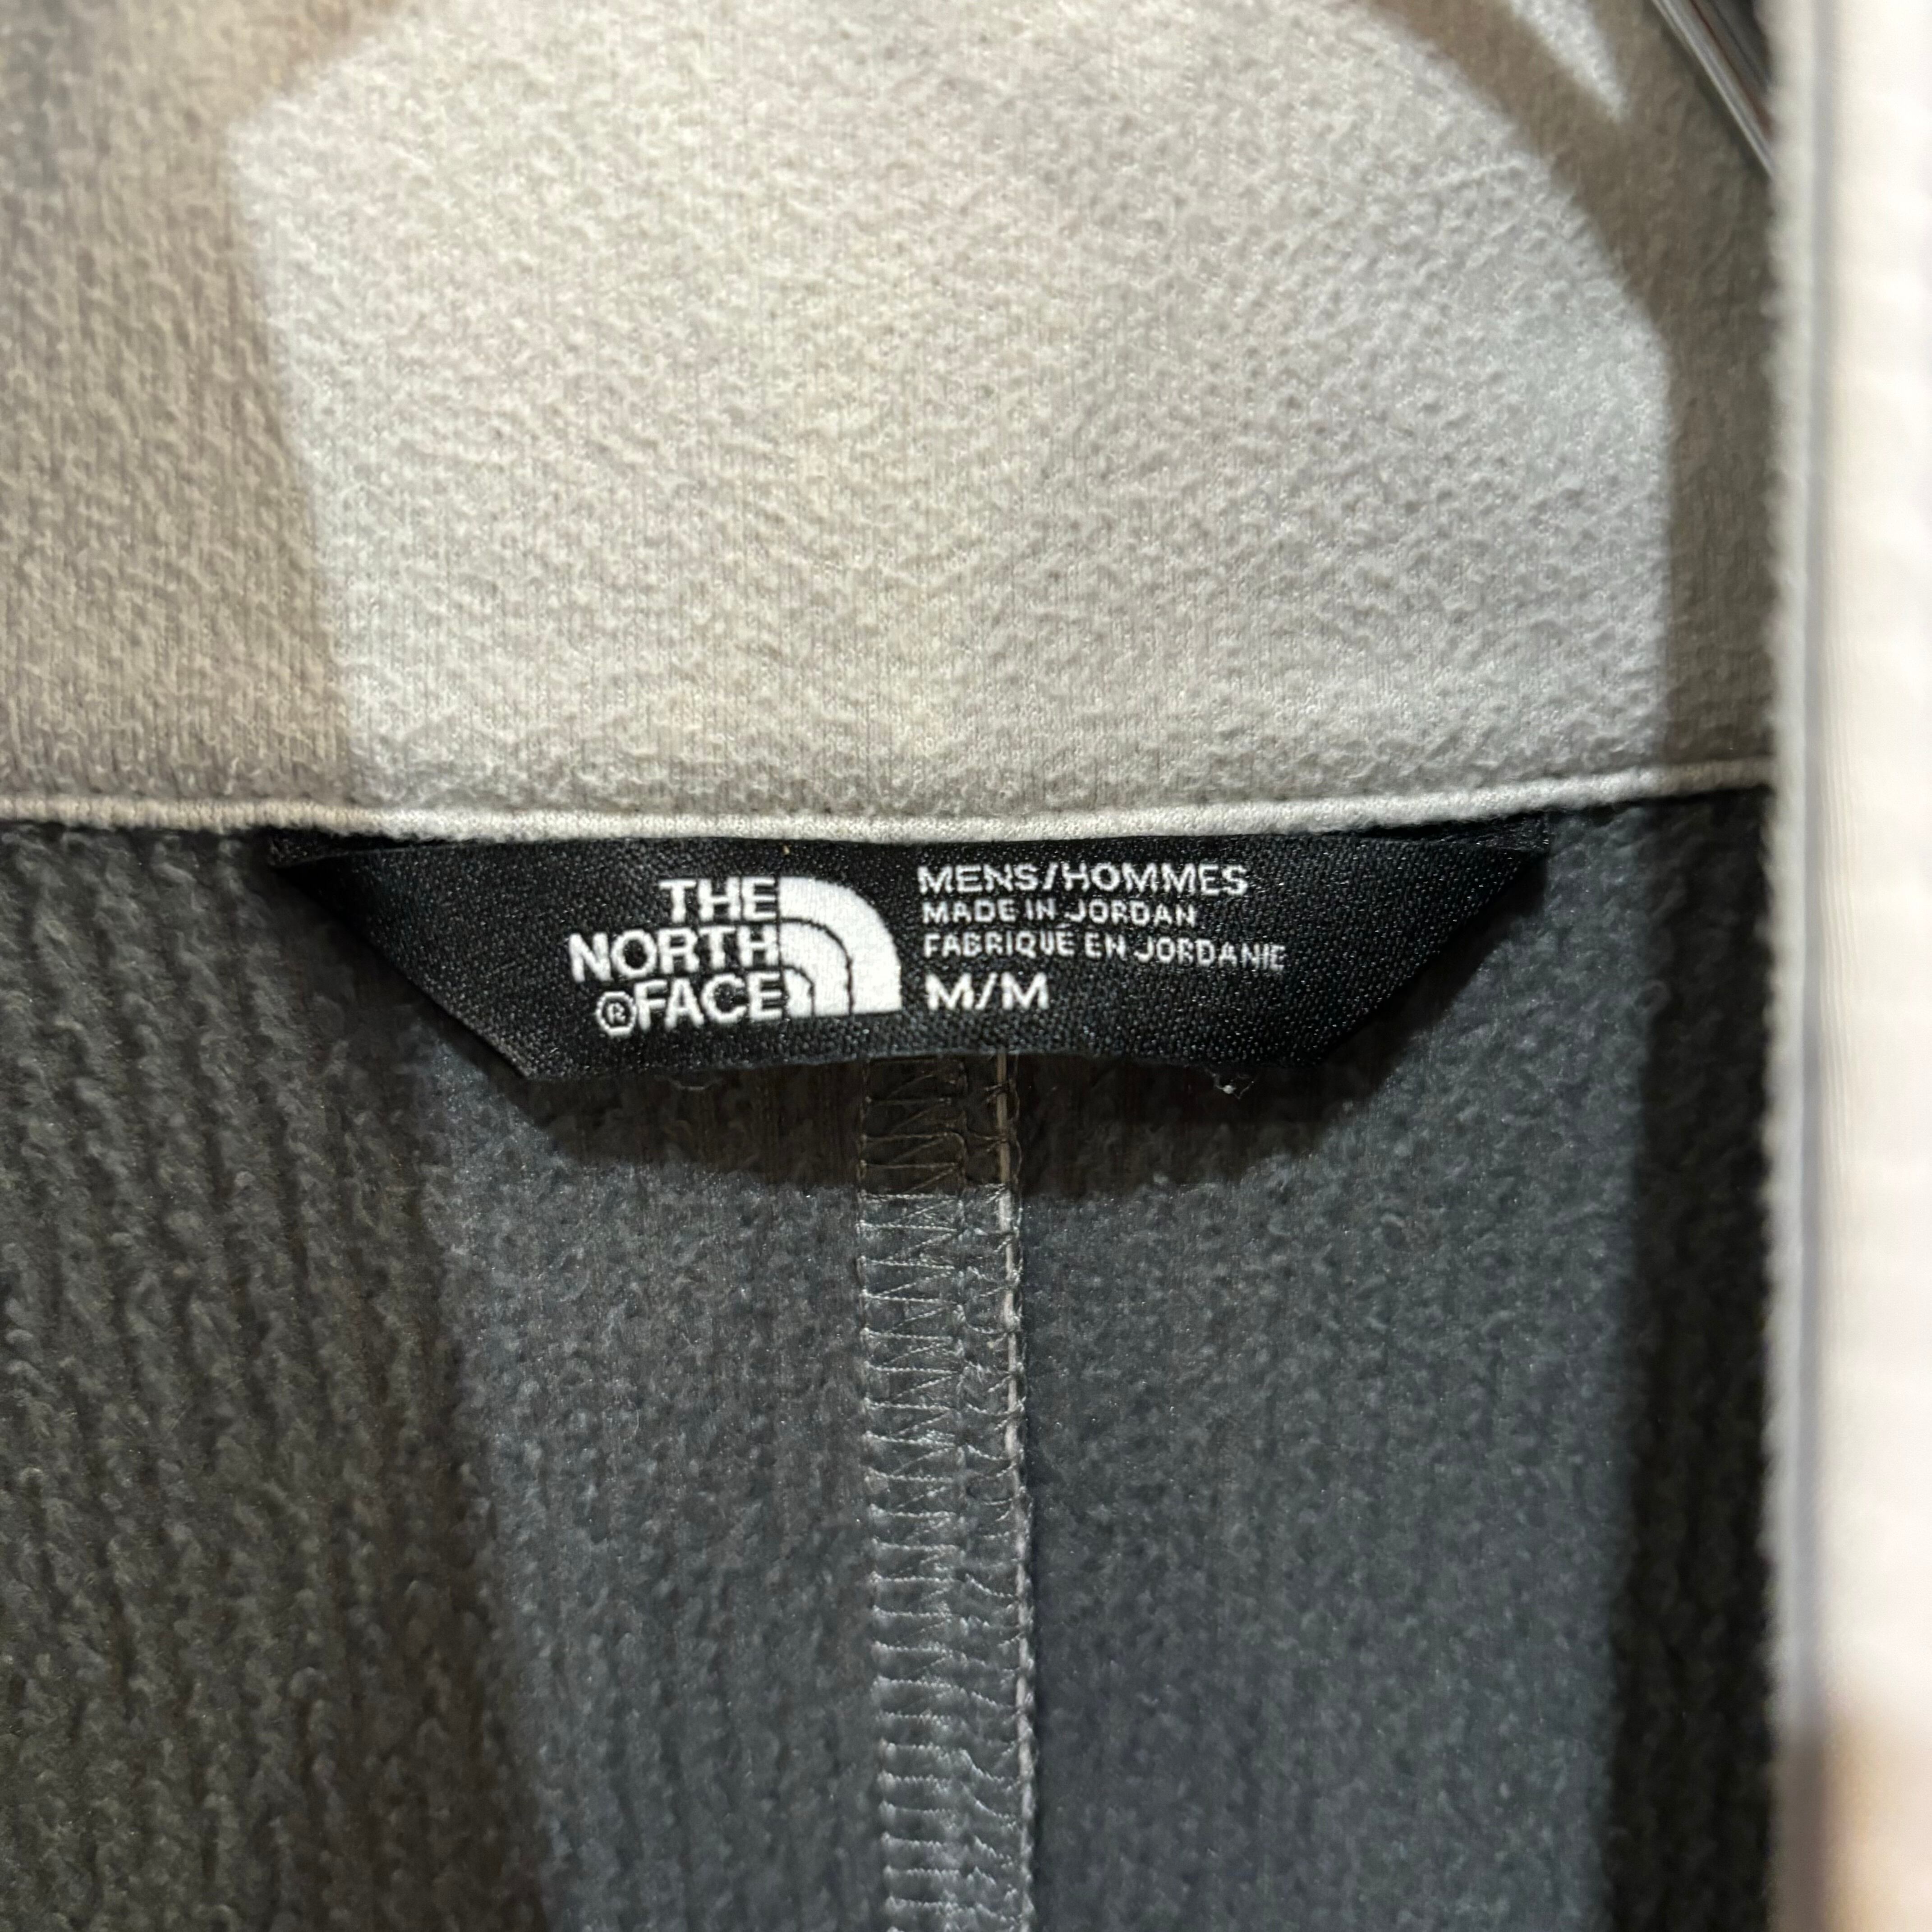 THE
NORTH
®FACE
MENS/HOMMES
MADE IN JORDAN
FABRIQUÉ EN JORDANIE
M/M